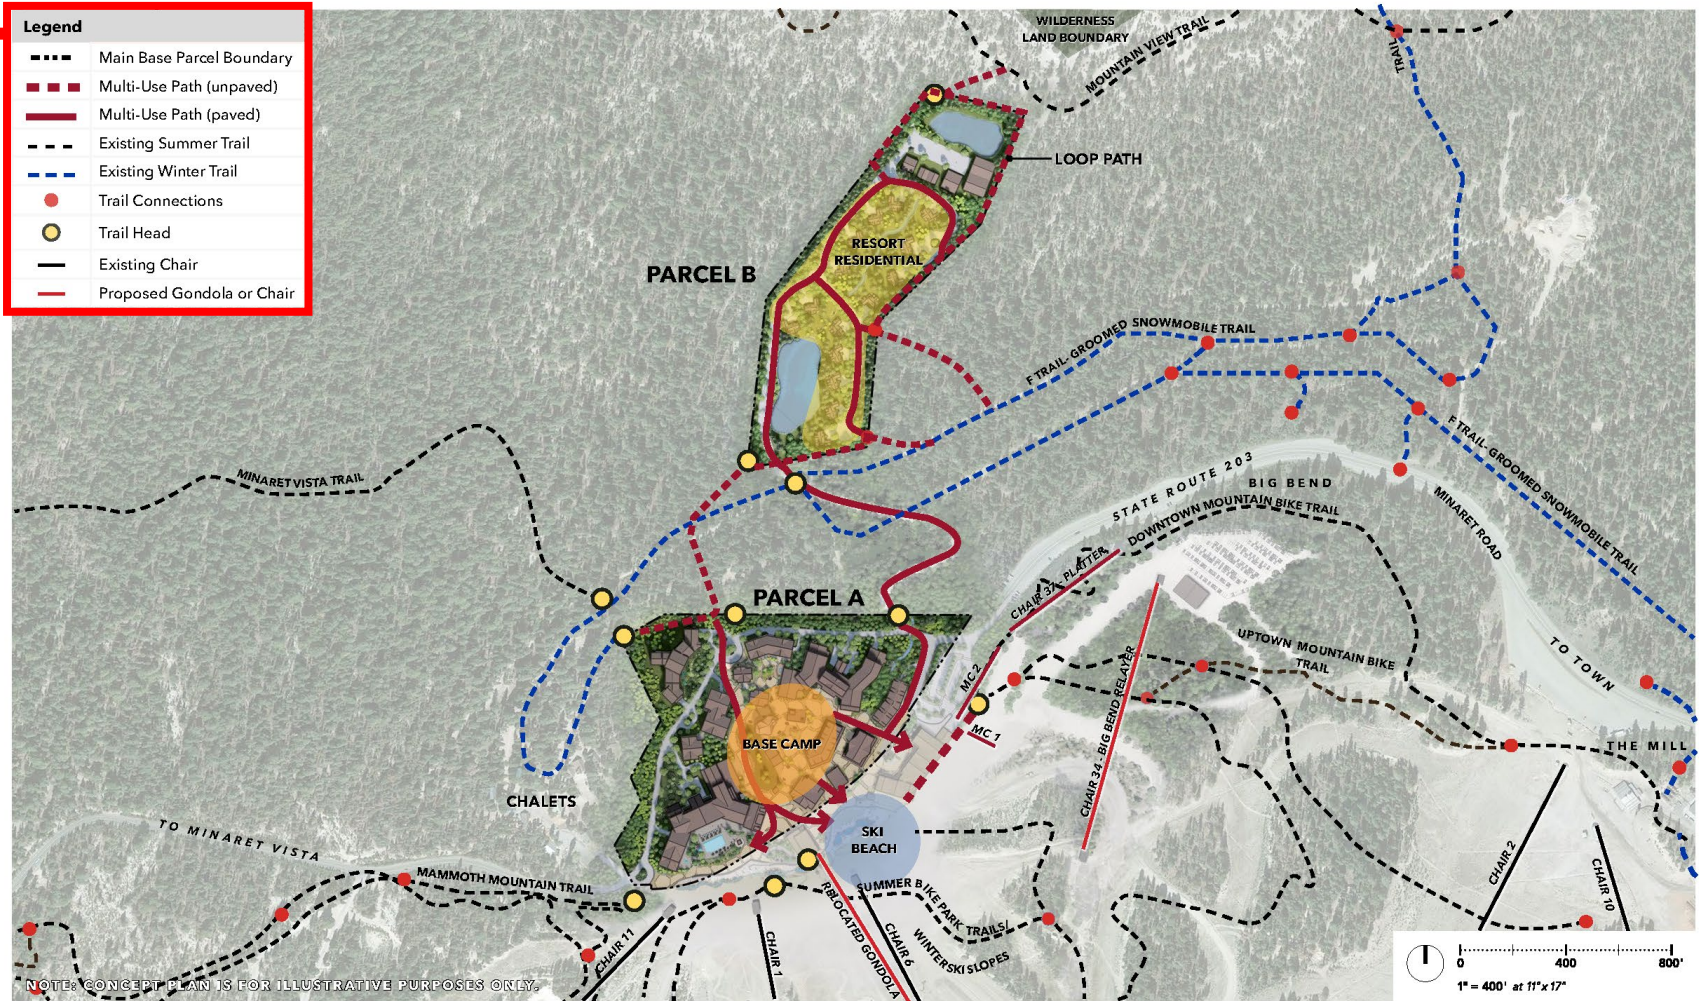 Legend
Main Base Parcel Boundary
Multi-Use Path (unpaved)
Multi-Use Path (paved)
Existing Summer Trail
Existing Winter Trail
Trail Connections
Trail Head
Existing Chair
Proposed Gondola or Chair
WILDERNESS
LAND BOUNDARY
MOUNTAIN VIEW TRAIL
TRAIL
LOOP PATH
RESORT
RESIDENTIAL
PARCEL B
F TRAIL- GROOMED SNOWMOBILE TRAIL
MINARET VISTA TRAIL
STATE ROUTE 203
BIG BEND
DOWNTOWN MOUNTAIN BIKE TRAIL
F TRAIL- GROOMED SNOWMOBILE TRAIL
MINARET ROAD
CHAIR 37 - PLATTER
PARCEL A
UPTOWN MOUNTAIN BIKE
TRAIL
TO TOWN
MC 2
MC 1
CHAIR 34 - BIG BEND RELAYER
BASE CAMP
THE MILL
CHALETS
TO MINARET VISTA
SKI
BEACH
CHAIR 2
CHAIR 10
MAMMOTH MOUNTAIN TRAIL
SUMMER BIKE PARK TRAILS/
WINTER SKI SLOPES
RELOCATED GONDOLA
CHAIR 6
CHAIR 11
CHAIR 1
NOTE: CONCEPT PLAN IS FOR ILLUSTRATIVE PURPOSES ONLY.
0 400 800'
1" = 400' at 11"x 17"